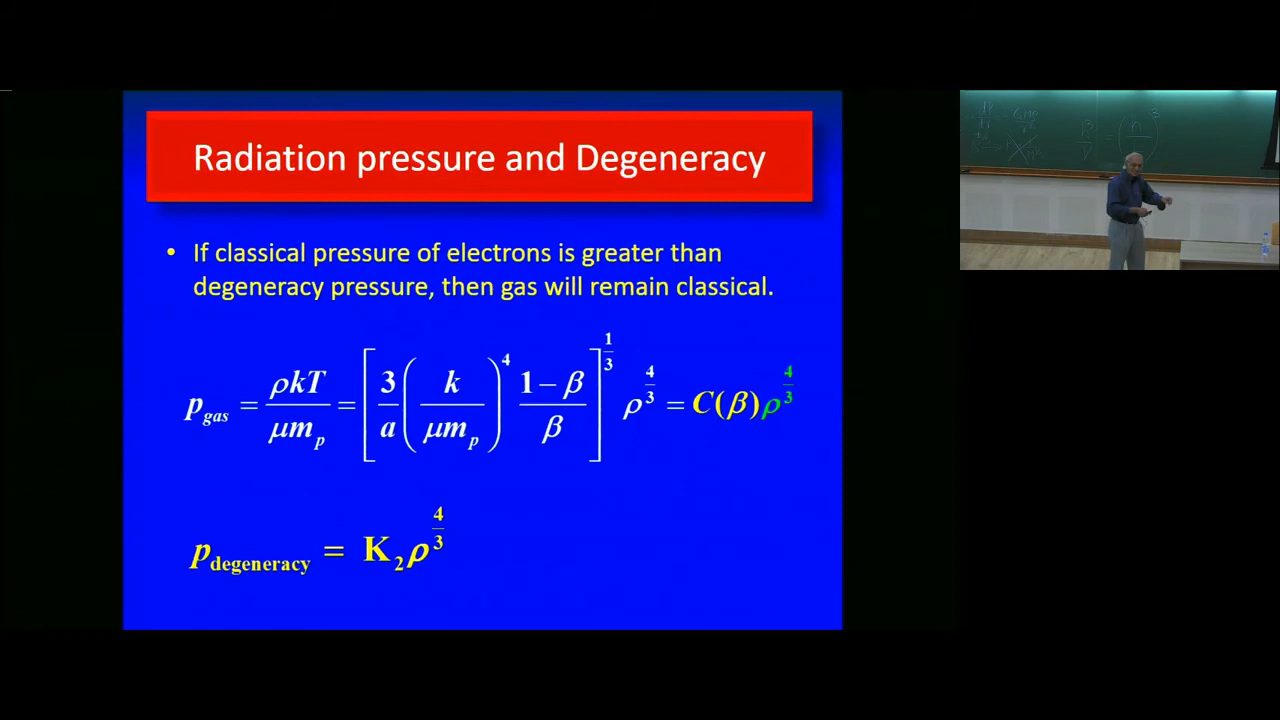 Radiation pressure and Degeneracy
• If classical pressure of electrons is greater than
degeneracy pressure, then gas will remain classical.
p_gas = ρkT/μm_p = [3/a (k/μm_p)^4 (1−β)/β]^(1/3) ρ^(4/3) = C(β)ρ^(4/3)
p_degeneracy = K_2 ρ^(4/3)